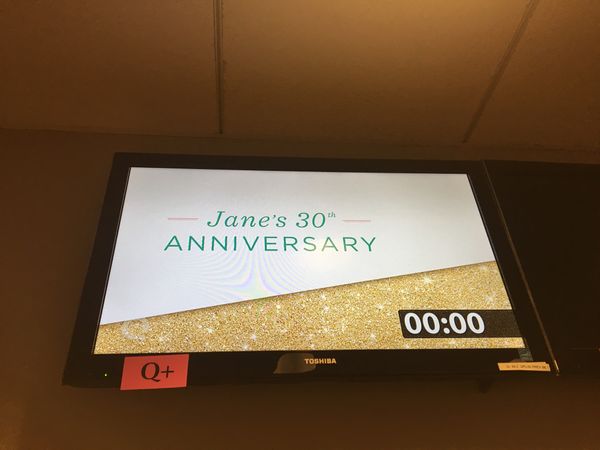 Jane's 30th
ANNIVERSARY
00:00
TOSHIBA
Q+